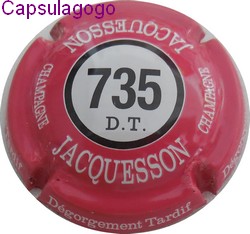 Capsulagogo
JACQUESSON
CHAMPAGNE
735
D.T.
CHAMPAGNE
JACQUESSON
Dégorgement Tardif